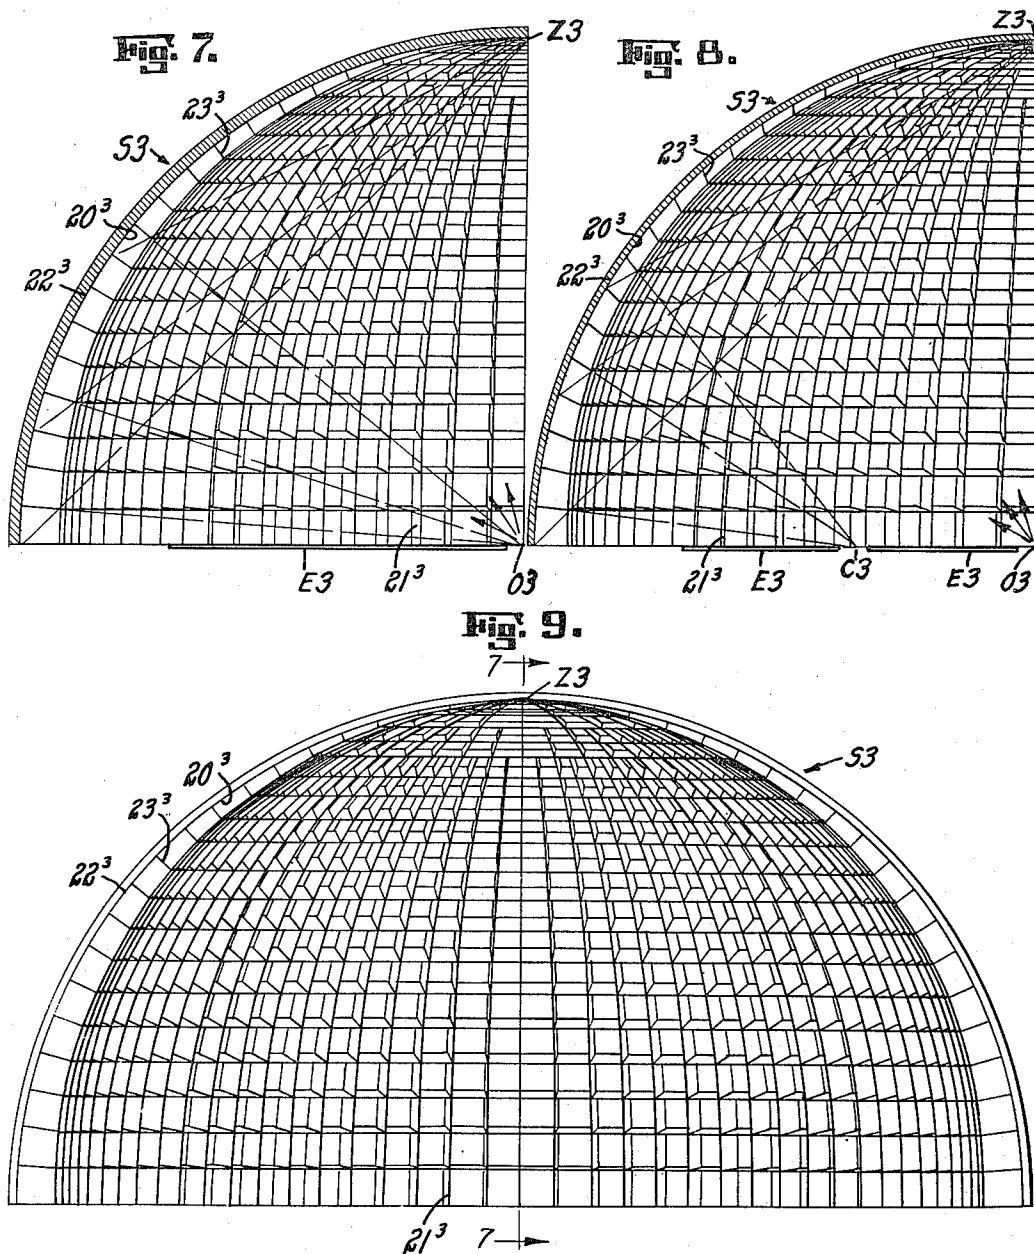 Fig. 7.
Z3
23³
S3
20³
22³
E3
21³
O3
Fig. 8.
Z3
S3
23³
20³
22³
21³
E3
C3
E3
O3
Fig. 9.
7
Z3
S3
20³
23³
22³
21³
7